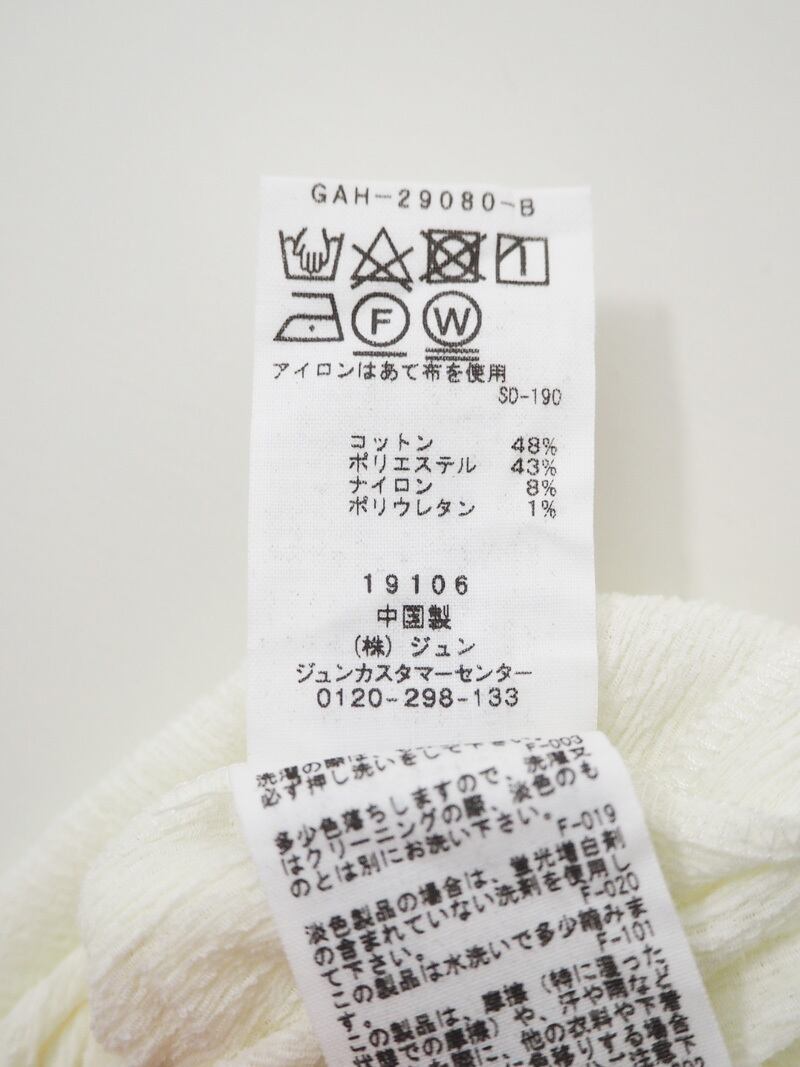 GAH-29080-B
F
W
アイロンはあて布を使用
SD-190
コットン 48%
ポリエステル 43%
ナイロン 8%
ポリウレタン 1%
19106
中国製
(株) ジュン
ジュンカスタマーセンター
0120-298-133
F-003
必ず押し洗いをして下さい。
多少色落ちしますので、洗濯又
はクリーニングの際、淡色のも
のとは別にお洗い下さい。
F-019
淡色製品の場合は、蛍光増白剤
の含まれていない洗剤を使用し
て下さい。
F-020
この製品は水洗いで多少縮みま
す。
F-101
この製品は、摩擦(特に湿った
状態での摩擦)や、汗や雨など
他の衣料や下着